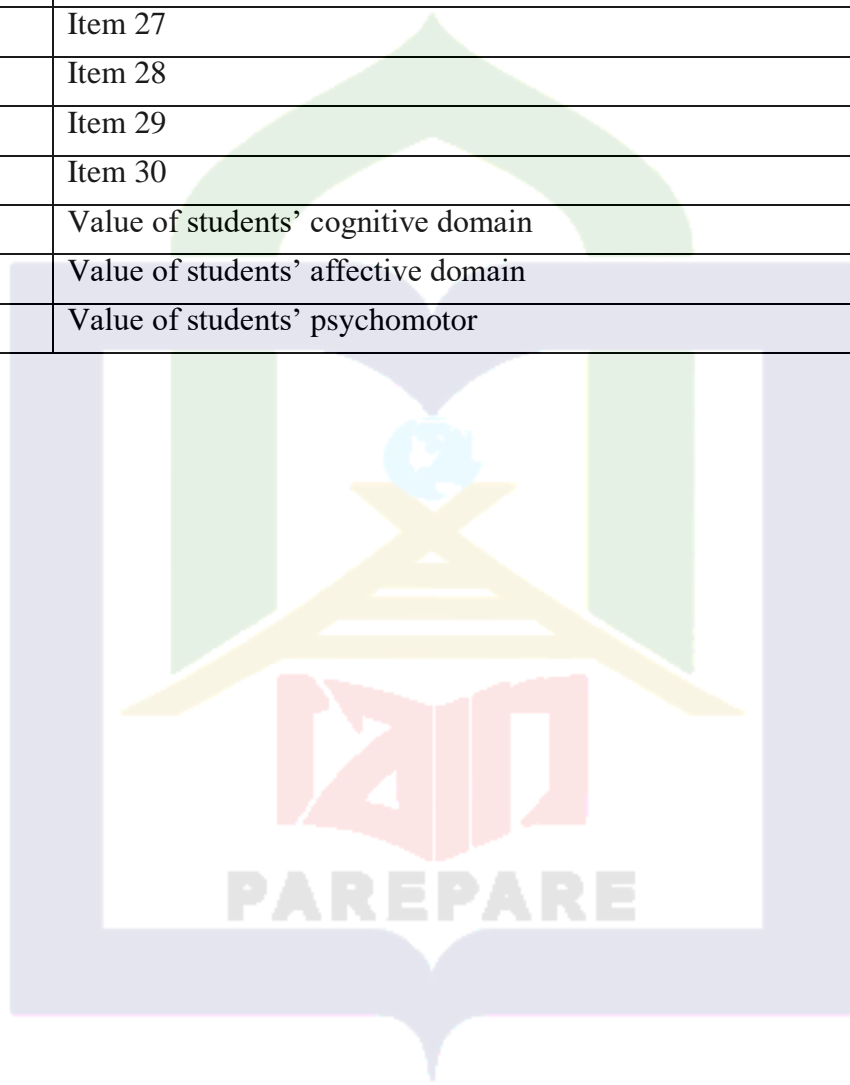 Item 27
Item 28
Item 29
Item 30
Value of students’ cognitive domain
Value of students’ affective domain
Value of students’ psychomotor
iain
PAREPARE